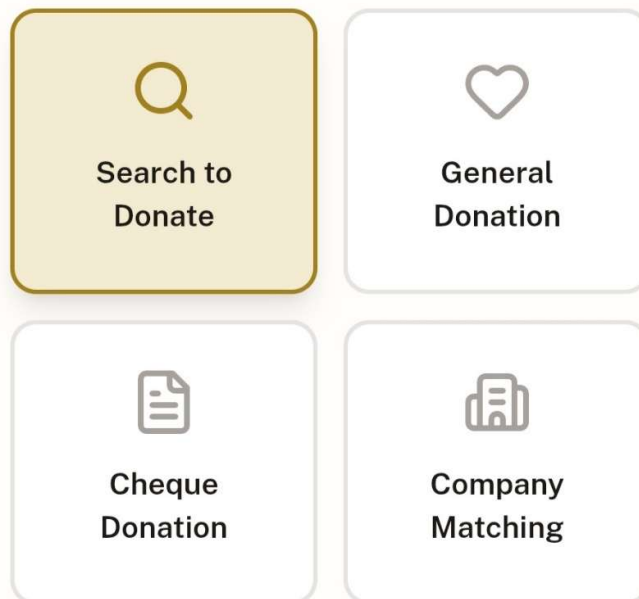 Search to
Donate
General
Donation
Cheque
Donation
Company
Matching